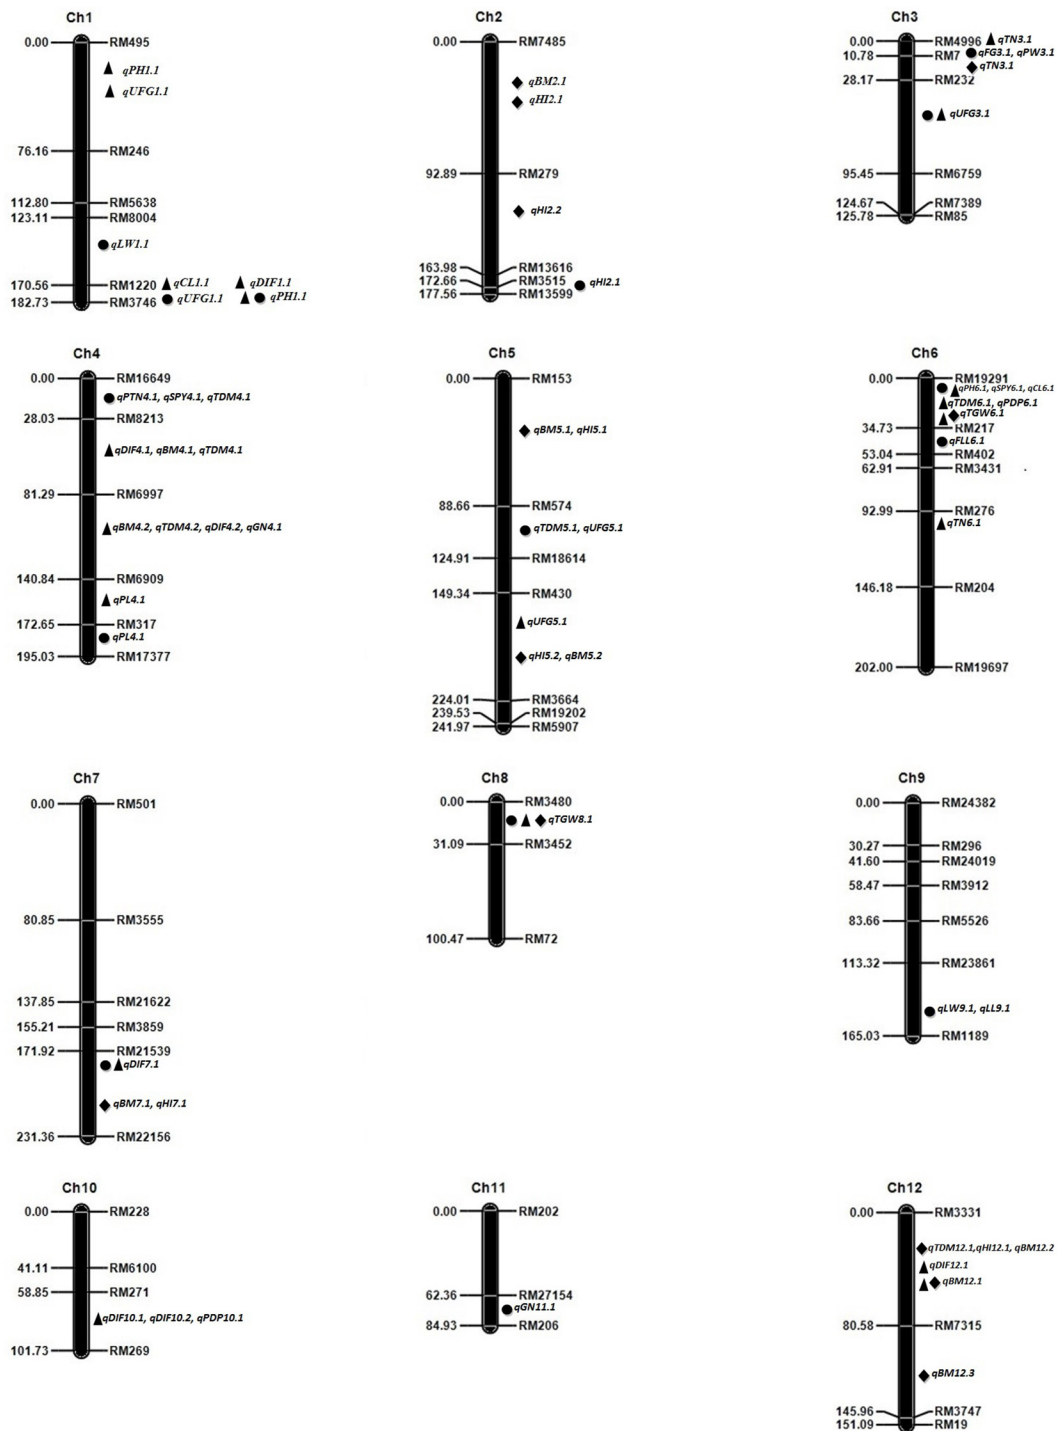 Ch1
0.00 RM495
qPH1.1
qUFG1.1
76.16 RM246
112.80 RM5638
123.11 RM8004
qLW1.1
170.56 RM1220 qCL1.1 qDIF1.1
182.73 RM3746 qUFG1.1 qPH1.1
Ch2
0.00 RM7485
qBM2.1
qHI2.1
92.89 RM279
qHI2.2
163.98 RM13616
172.66 RM3515 qHI2.1
177.56 RM13599
Ch3
0.00 RM4996 qTN3.1
10.78 RM7 qFG3.1, qPW3.1
qTN3.1
28.17 RM232
qUFG3.1
95.45 RM6759
124.67 RM7389
125.78 RM85
Ch4
0.00 RM16649
qPTN4.1, qSPY4.1, qTDM4.1
28.03 RM8213
qDIF4.1, qBM4.1, qTDM4.1
81.29 RM6997
qBM4.2, qTDM4.2, qDIF4.2, qGN4.1
140.84 RM6909
qPL4.1
172.65 RM317
qPL4.1
195.03 RM17377
Ch5
0.00 RM153
qBM5.1, qHI5.1
88.66 RM574
qTDM5.1, qUFG5.1
124.91 RM18614
149.34 RM430
qUFG5.1
qHI5.2, qBM5.2
224.01 RM3664
239.53 RM19202
241.97 RM5907
Ch6
0.00 RM19291
qPH6.1, qSPY6.1, qCL6.1
qTDM6.1, qPDP6.1
qTGW6.1
34.73 RM217
qFLL6.1
53.04 RM402
62.91 RM3431
92.99 RM276
qTN6.1
146.18 RM204
202.00 RM19697
Ch7
0.00 RM501
80.85 RM3555
137.85 RM21622
155.21 RM3859
171.92 RM21539
qDIF7.1
qBM7.1, qHI7.1
231.36 RM22156
Ch8
0.00 RM3480
qTGW8.1
31.09 RM3452
100.47 RM72
Ch9
0.00 RM24382
30.27 RM296
41.60 RM24019
58.47 RM3912
83.66 RM5526
113.32 RM23861
qLW9.1, qLL9.1
165.03 RM1189
Ch10
0.00 RM228
41.11 RM6100
58.85 RM271
qDIF10.1, qDIF10.2, qPDP10.1
101.73 RM269
Ch11
0.00 RM202
62.36 RM27154
qGN11.1
84.93 RM206
Ch12
0.00 RM3331
qTDM12.1,qHI12.1, qBM12.2
qDIF12.1
qBM12.1
80.58 RM7315
qBM12.3
145.96 RM3747
151.09 RM19